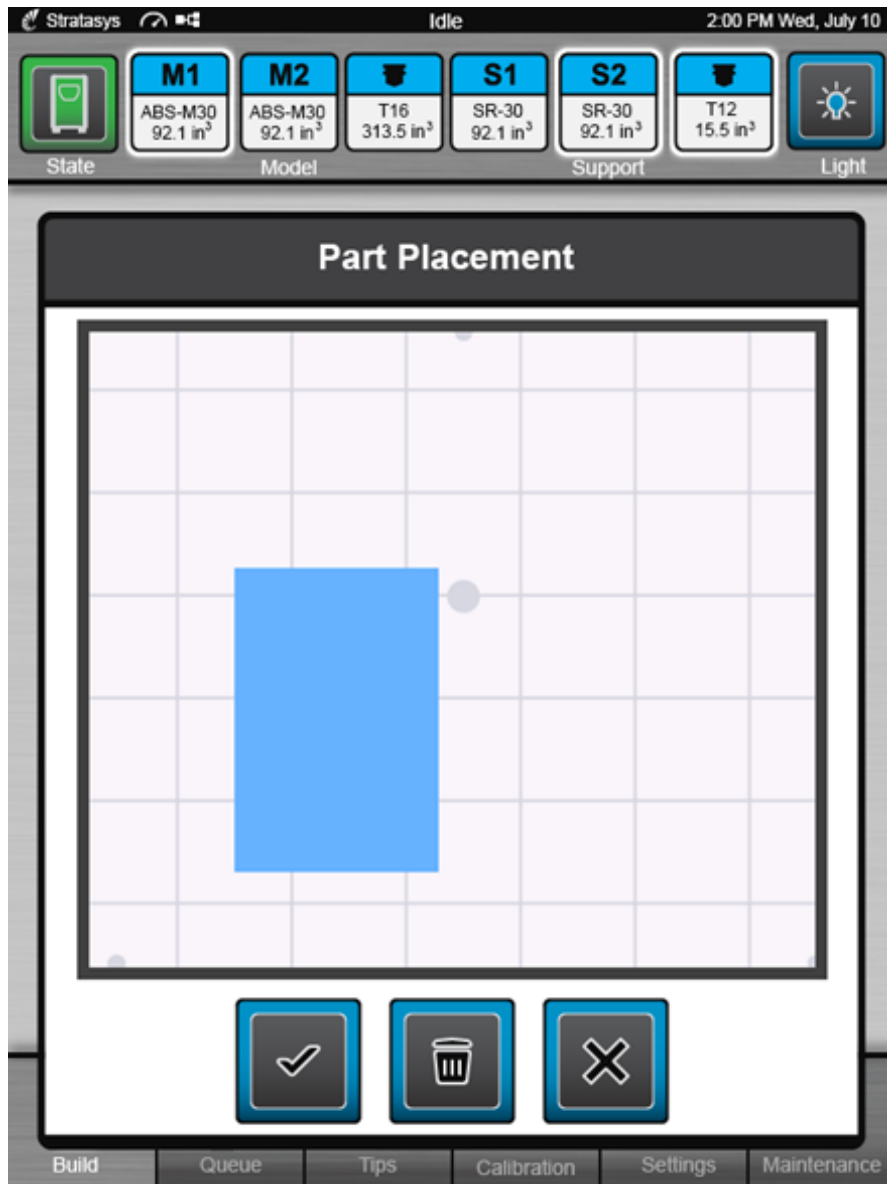 Stratasys Idle 2:00 PM Wed, July 10
M1 M2 S1 S2
ABS-M30 ABS-M30 T16 SR-30 SR-30 T12
92.1 in³ 92.1 in³ 313.5 in³ 92.1 in³ 92.1 in³ 15.5 in³
State Model Support Light
Part Placement
Build Queue Tips Calibration Settings Maintenance